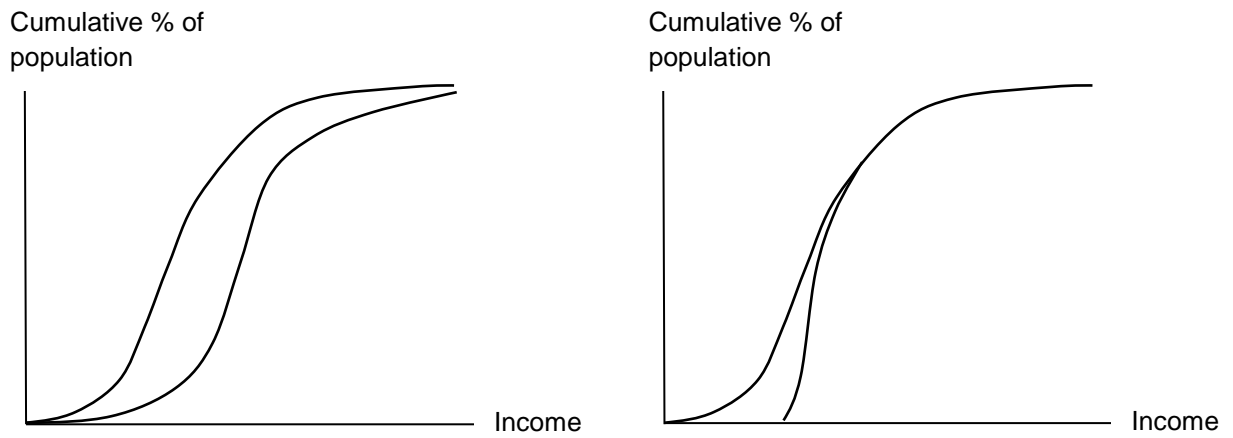 Cumulative % of
population
Income
Cumulative % of
population
Income